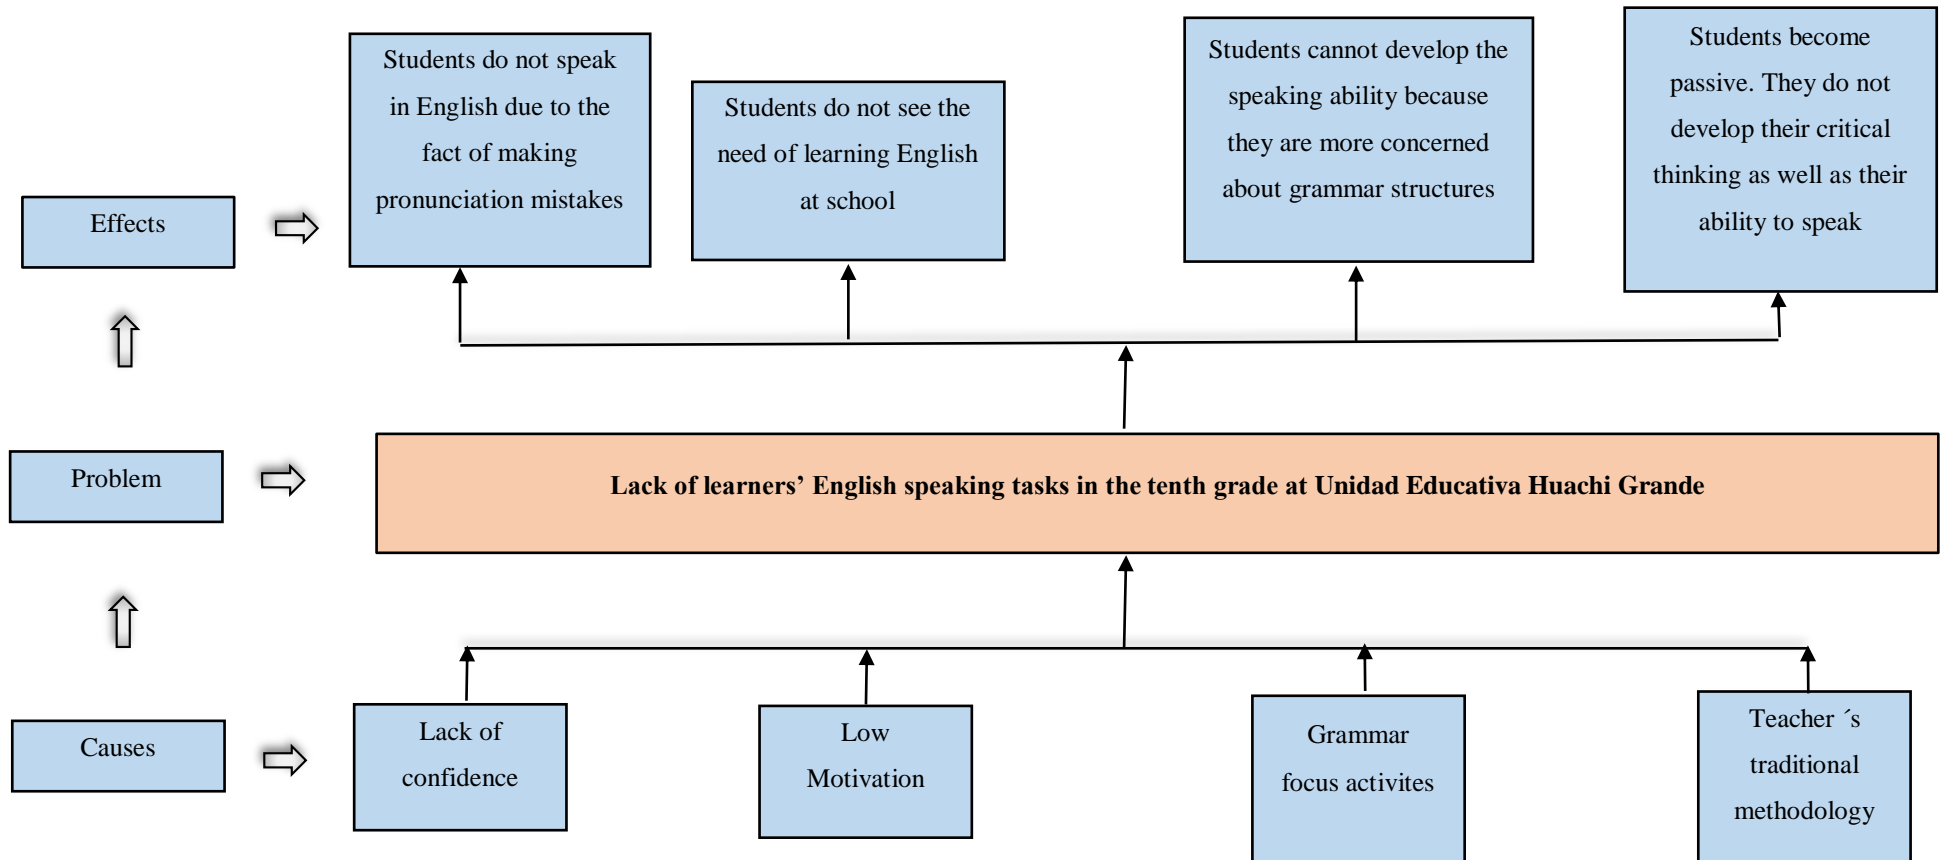 Effects
Students do not speak
in English due to the
fact of making
pronunciation mistakes
Students do not see the
need of learning English
at school
Students cannot develop the
speaking ability because
they are more concerned
about grammar structures
Students become
passive. They do not
develop their critical
thinking as well as their
ability to speak
Problem
Lack of learners’ English speaking tasks in the tenth grade at Unidad Educativa Huachi Grande
Causes
Lack of
confidence
Low
Motivation
Grammar
focus activites
Teacher ´s
traditional
methodology